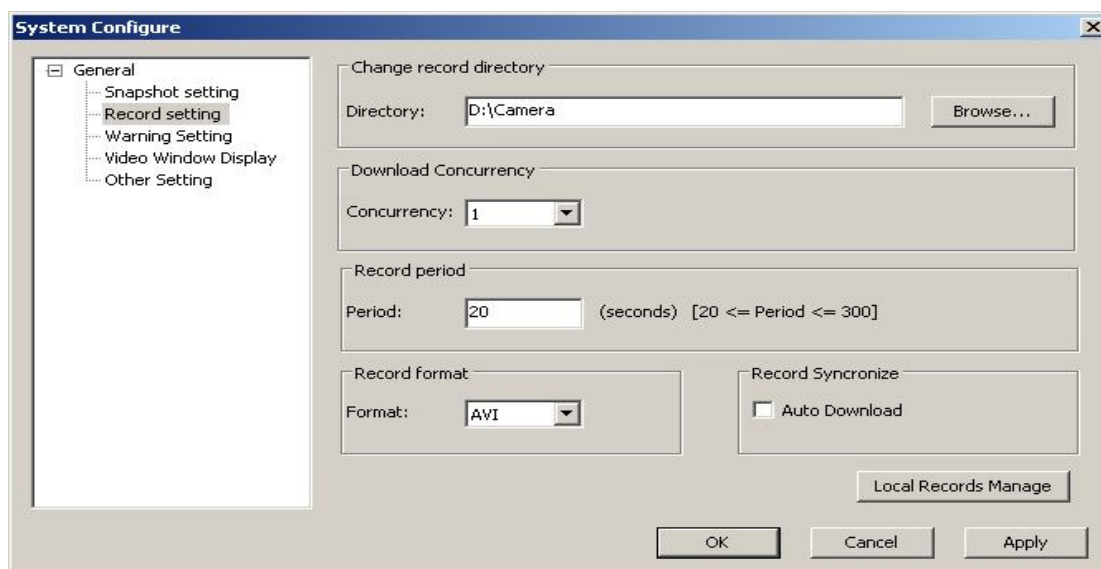 System Configure
General
Snapshot setting
Record setting
Warning Setting
Video Window Display
Other Setting
Change record directory
Directory: D:\Camera Browse...
Download Concurrency
Concurrency: 1
Record period
Period: 20 (seconds) [20 <= Period <= 300]
Record format
Format: AVI
Record Syncronize
Auto Download
Local Records Manage
OK Cancel Apply